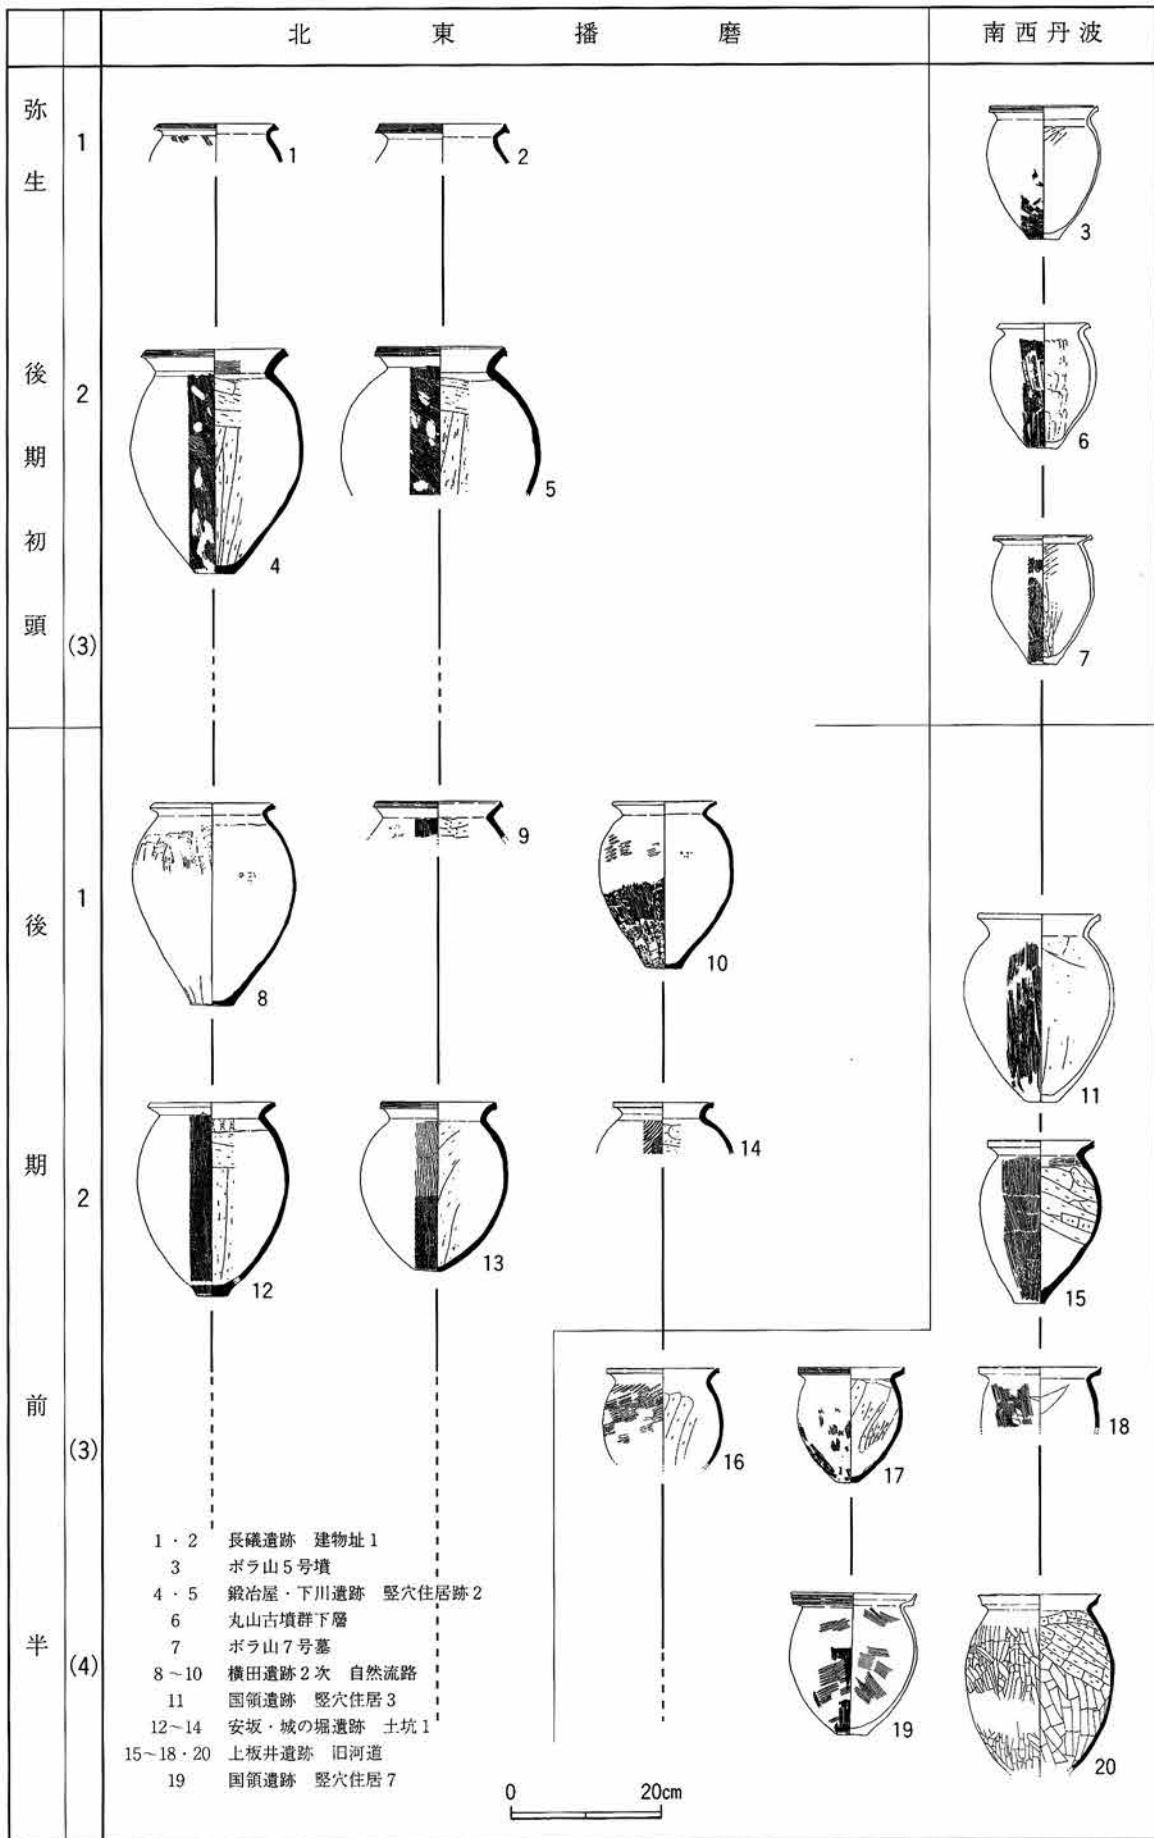 北東播磨
南西丹波
弥生後期初頭
1
1
2
3
2
4
5
6
(3)
7
後期前半
1
8
9
10
11
2
12
13
14
15
(3)
16
17
18
(4)
19
20
1・2 長礒遺跡 建物址1
3 ボラ山5号墳
4・5 鍛冶屋・下川遺跡 竪穴住居跡2
6 丸山古墳群下層
7 ボラ山7号墓
8~10 横田遺跡2次 自然流路
11 国領遺跡 竪穴住居3
12~14 安坂・城の堀遺跡 土坑1
15~18・20 上板井遺跡 旧河道
19 国領遺跡 竪穴住居7
0 20cm